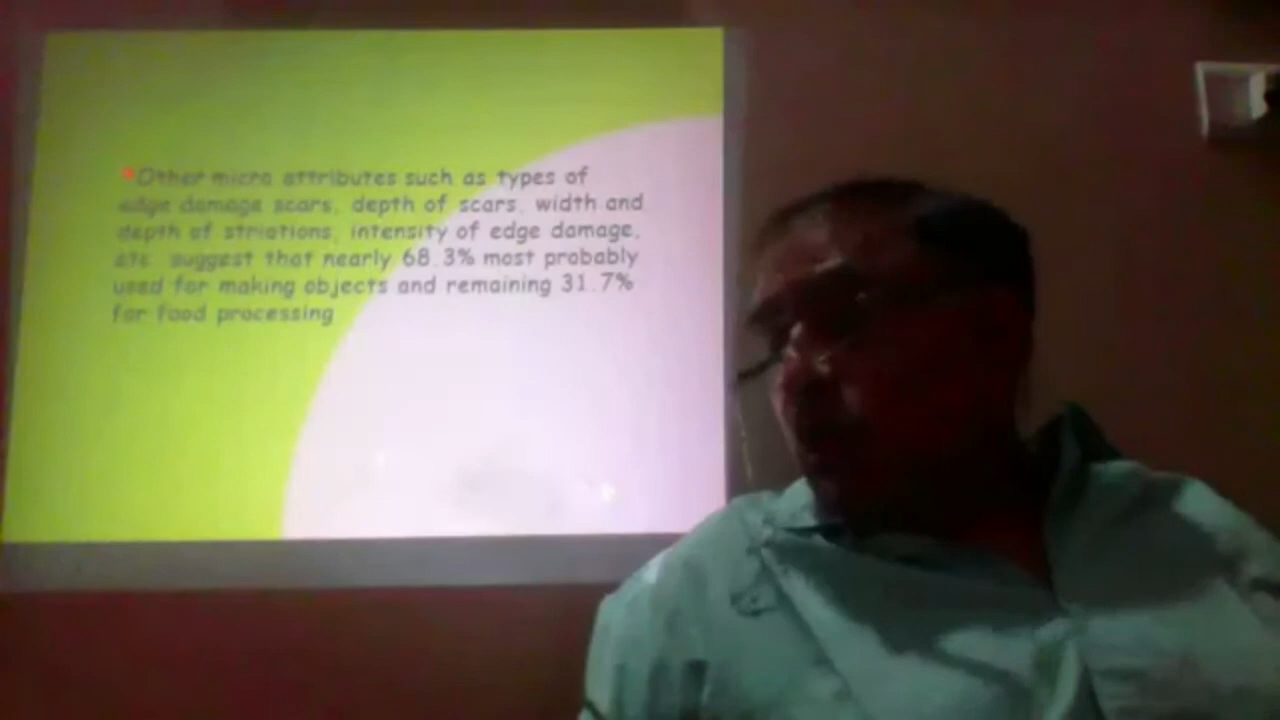 *Other micro attributes such as types of
edge damage scars, depth of scars, width and
depth of striations, intensity of edge damage,
etc suggest that nearly 68.3% most probably
used for making objects and remaining 31.7%
for food processing